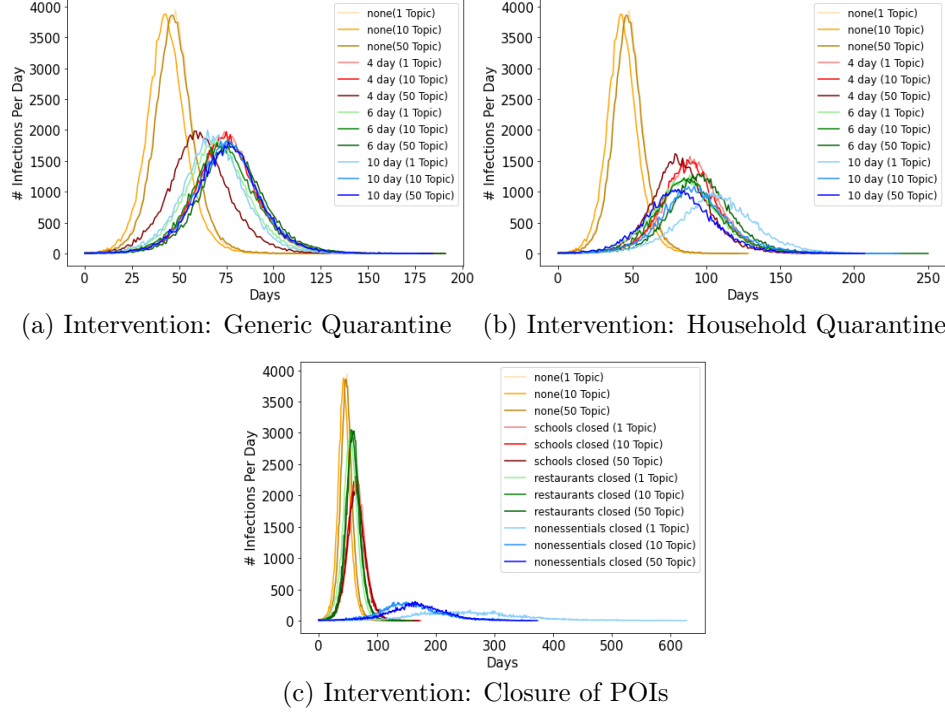 4000
3500
3000
2500
2000
1500
1000
500
0
# Infections Per Day
0 25 50 75 100 125 150 175 200
Days
none(1 Topic)
none(10 Topic)
none(50 Topic)
4 day (1 Topic)
4 day (10 Topic)
4 day (50 Topic)
6 day (1 Topic)
6 day (10 Topic)
6 day (50 Topic)
10 day (1 Topic)
10 day (10 Topic)
10 day (50 Topic)
(a) Intervention: Generic Quarantine
4000
3500
3000
2500
2000
1500
1000
500
0
# Infections Per Day
0 50 100 150 200 250
Days
none(1 Topic)
none(10 Topic)
none(50 Topic)
4 day (1 Topic)
4 day (10 Topic)
4 day (50 Topic)
6 day (1 Topic)
6 day (10 Topic)
6 day (50 Topic)
10 day (1 Topic)
10 day (10 Topic)
10 day (50 Topic)
(b) Intervention: Household Quarantine
4000
3500
3000
2500
2000
1500
1000
500
0
# Infections Per Day
0 100 200 300 400 500 600
Days
none(1 Topic)
none(10 Topic)
none(50 Topic)
schools closed (1 Topic)
schools closed (10 Topic)
schools closed (50 Topic)
restaurants closed (1 Topic)
restaurants closed (10 Topic)
restaurants closed (50 Topic)
nonessentials closed (1 Topic)
nonessentials closed (10 Topic)
nonessentials closed (50 Topic)
(c) Intervention: Closure of POIs